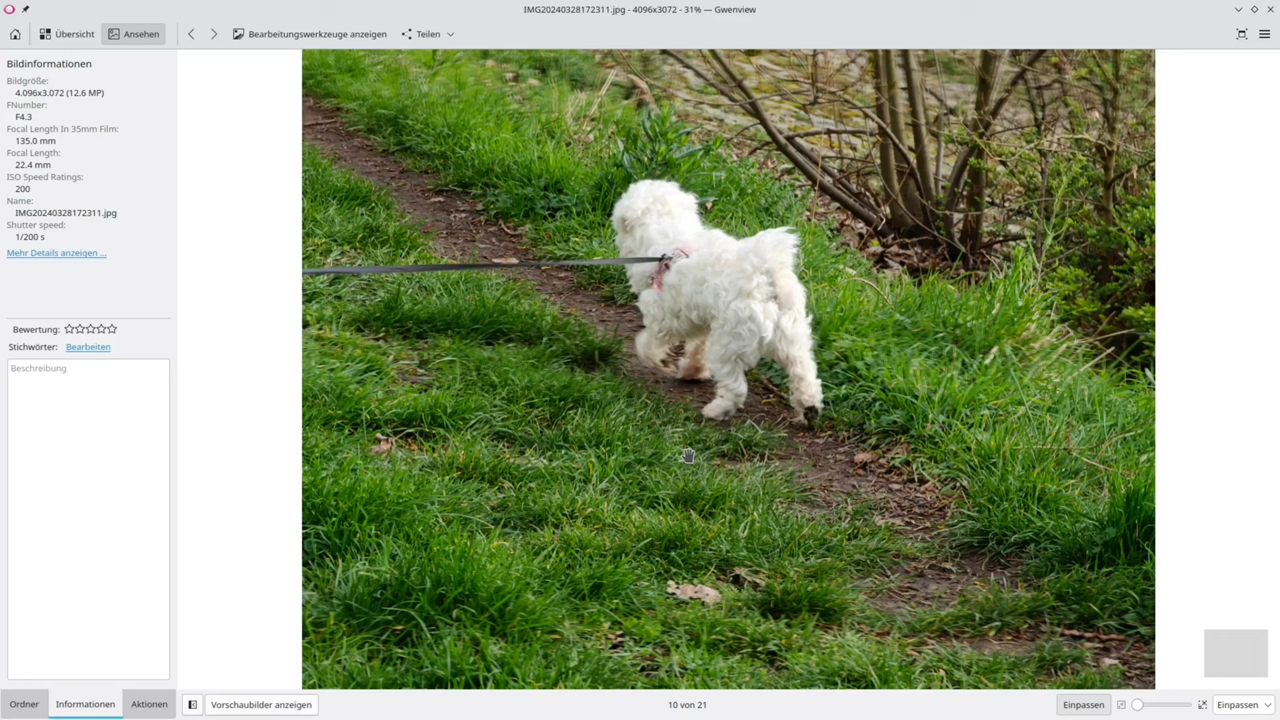 IMG20240328172311.jpg - 4096x3072 - 31% — Gwenview
Übersicht
Ansehen
Bearbeitungswerkzeuge anzeigen
Teilen
Bildinformationen
Bildgröße:
4.096x3.072 (12.6 MP)
FNumber:
F4.3
Focal Length In 35mm Film:
135.0 mm
Focal Length:
22.4 mm
ISO Speed Ratings:
200
Name:
IMG20240328172311.jpg
Shutter speed:
1/200 s
Mehr Details anzeigen ...
Bewertung:
Stichwörter: Bearbeiten
Beschreibung
Ordner
Informationen
Aktionen
Vorschaubilder anzeigen
10 von 21
Einpassen
Einpassen